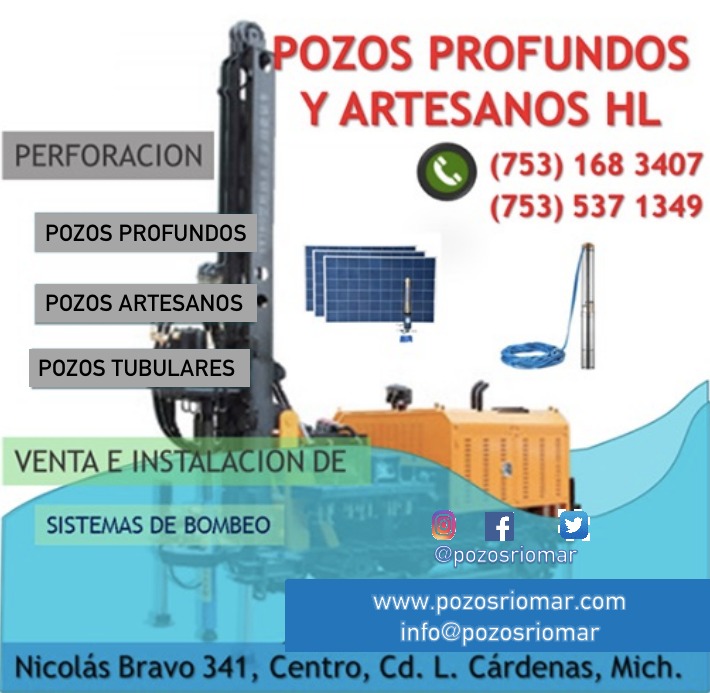 POZOS PROFUNDOS
Y ARTESANOS HL
PERFORACION
(753) 168 3407
(753) 537 1349
POZOS PROFUNDOS
POZOS ARTESANOS
POZOS TUBULARES
VENTA E INSTALACION DE
SISTEMAS DE BOMBEO
@pozosriomar
www.pozosriomar.com
info@pozosriomar
Nicolás Bravo 341, Centro, Cd. L. Cárdenas, Mich.